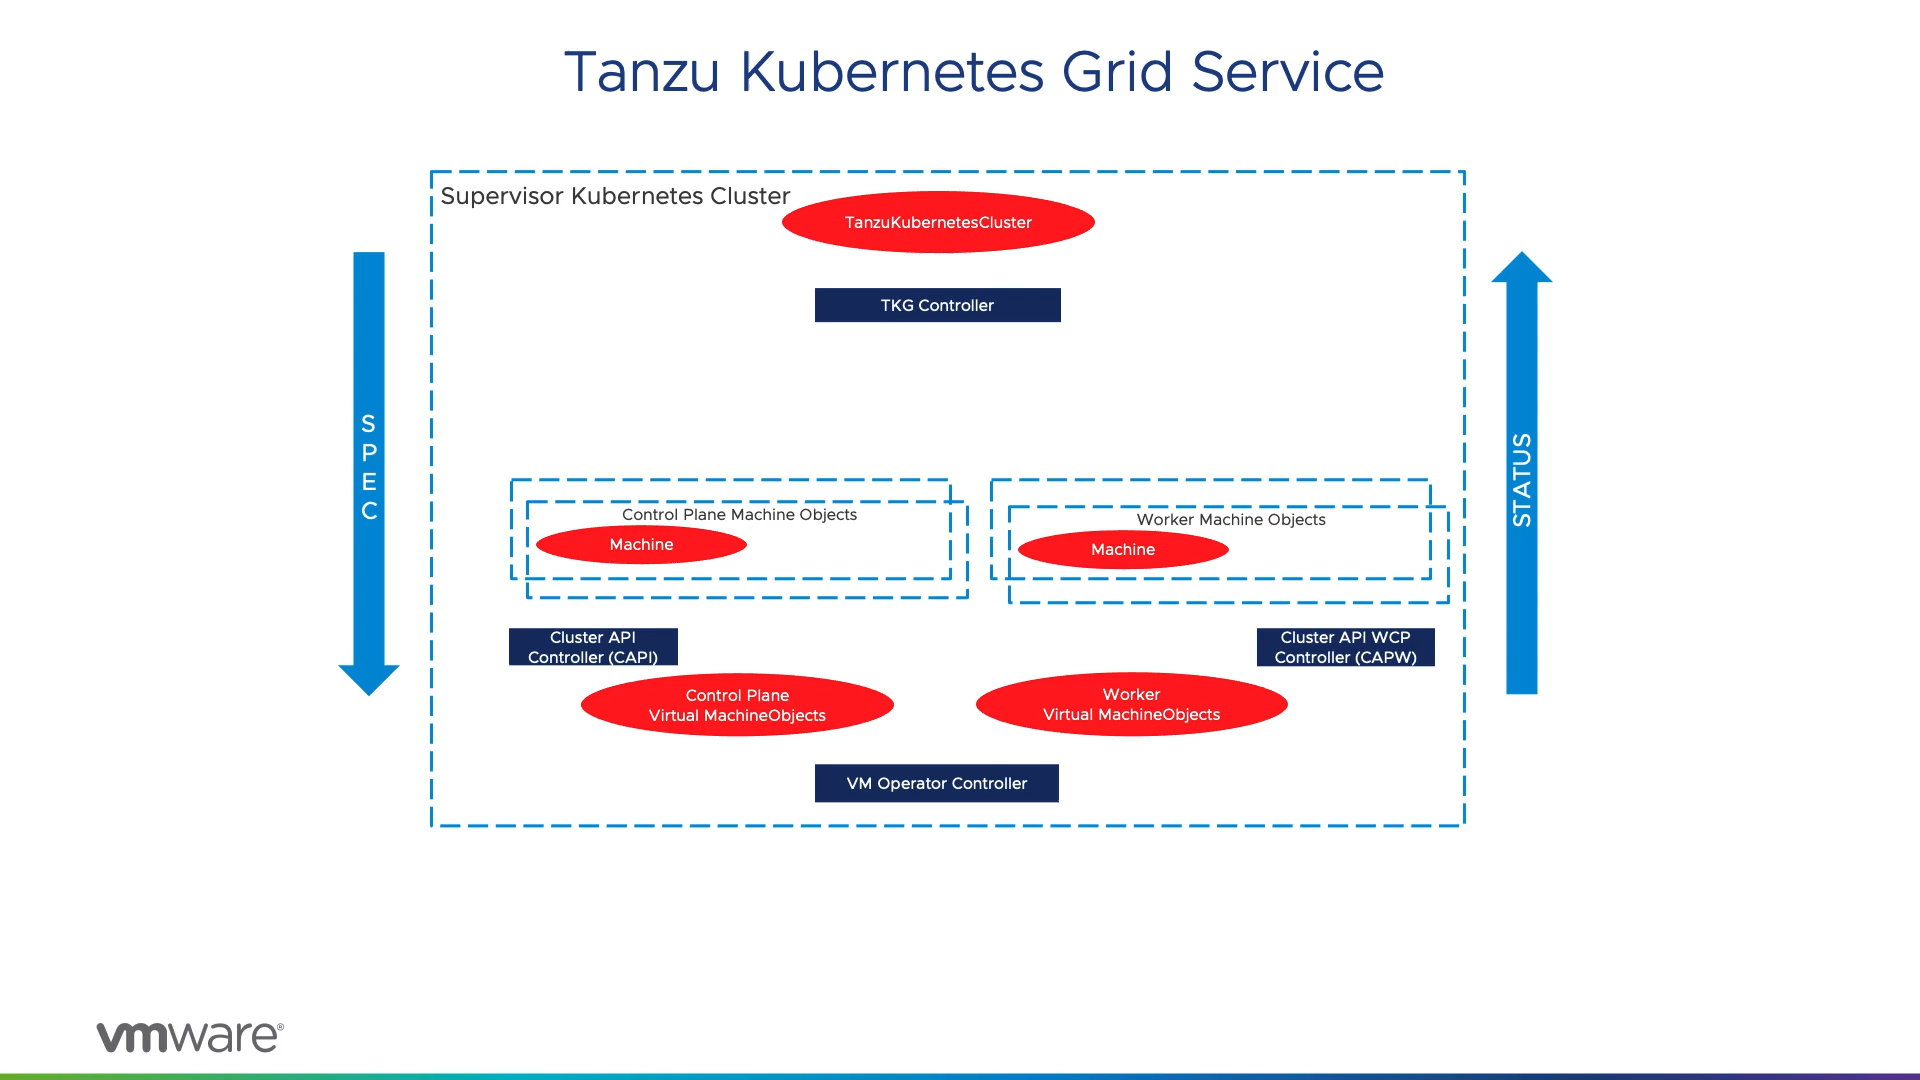 Tanzu Kubernetes Grid Service
Supervisor Kubernetes Cluster
TanzuKubernetesCluster
TKG Controller
S
P
E
C
STATUS
Control Plane Machine Objects
Machine
Worker Machine Objects
Machine
Cluster API
Controller (CAPI)
Cluster API WCP
Controller (CAPW)
Control Plane
Virtual MachineObjects
Worker
Virtual MachineObjects
VM Operator Controller
vmware®